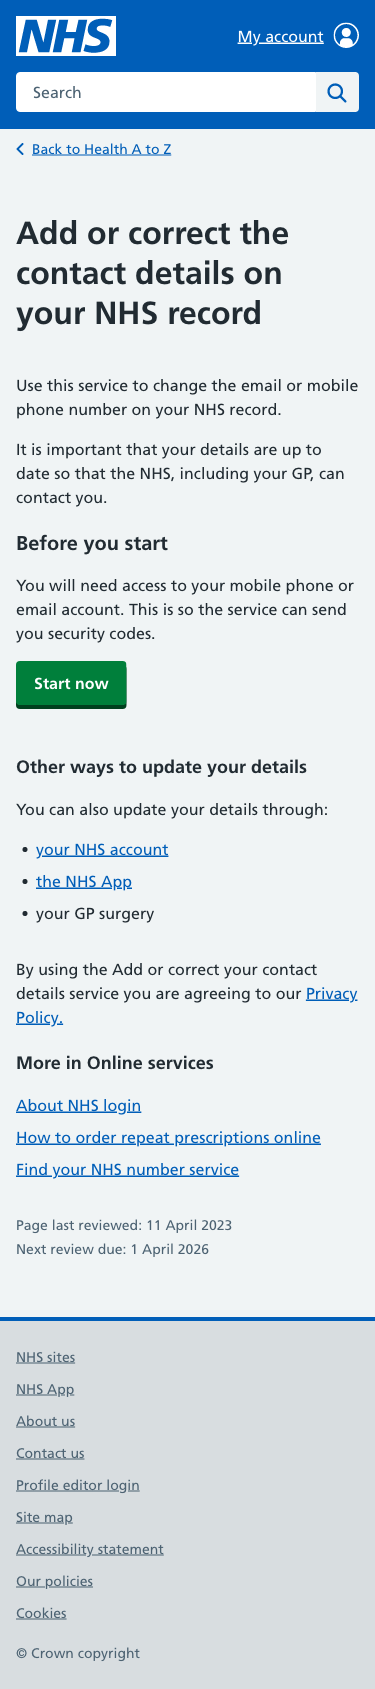 NHS
My account
Search
Back to Health A to Z
Add or correct the
contact details on
your NHS record
Use this service to change the email or mobile
phone number on your NHS record.
It is important that your details are up to
date so that the NHS, including your GP, can
contact you.
Before you start
You will need access to your mobile phone or
email account. This is so the service can send
you security codes.
Start now
Other ways to update your details
You can also update your details through:
• your NHS account
• the NHS App
• your GP surgery
By using the Add or correct your contact
details service you are agreeing to our Privacy
Policy.
More in Online services
About NHS login
How to order repeat prescriptions online
Find your NHS number service
Page last reviewed: 11 April 2023
Next review due: 1 April 2026
NHS sites
NHS App
About us
Contact us
Profile editor login
Site map
Accessibility statement
Our policies
Cookies
© Crown copyright